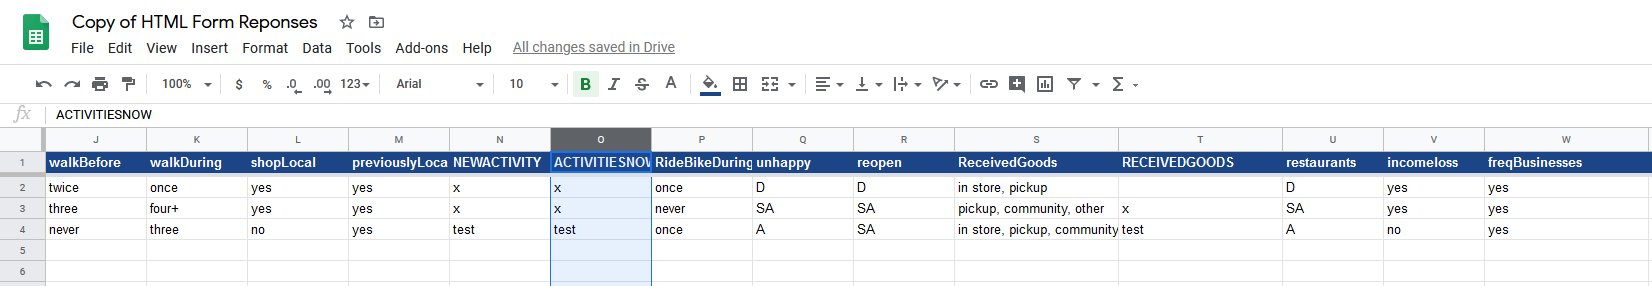 Copy of HTML Form Reponses
File Edit View Insert Format Data Tools Add-ons Help All changes saved in Drive
100% $ % .0 .00 123 Arial 10 B I S A
fx ACTIVITIESNOW
J K L M N O P Q R S T U V W
1 walkBefore walkDuring shopLocal previouslyLoca NEWACTIVITY ACTIVITIESNOW RideBikeDuring unhappy reopen ReceivedGoods RECEIVEDGOODS restaurants incomeloss freqBusinesses
2 twice once yes yes x x once D D in store, pickup D yes yes
3 three four+ yes yes x x never SA SA pickup, community, other x SA yes yes
4 never three no yes test test once A SA in store, pickup, community test A no yes
5
6